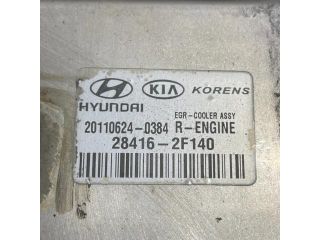 KIA KORENS
HYUNDAI EGR-COOLER ASSY
20110624-0384 R-ENGINE
28416-2F140